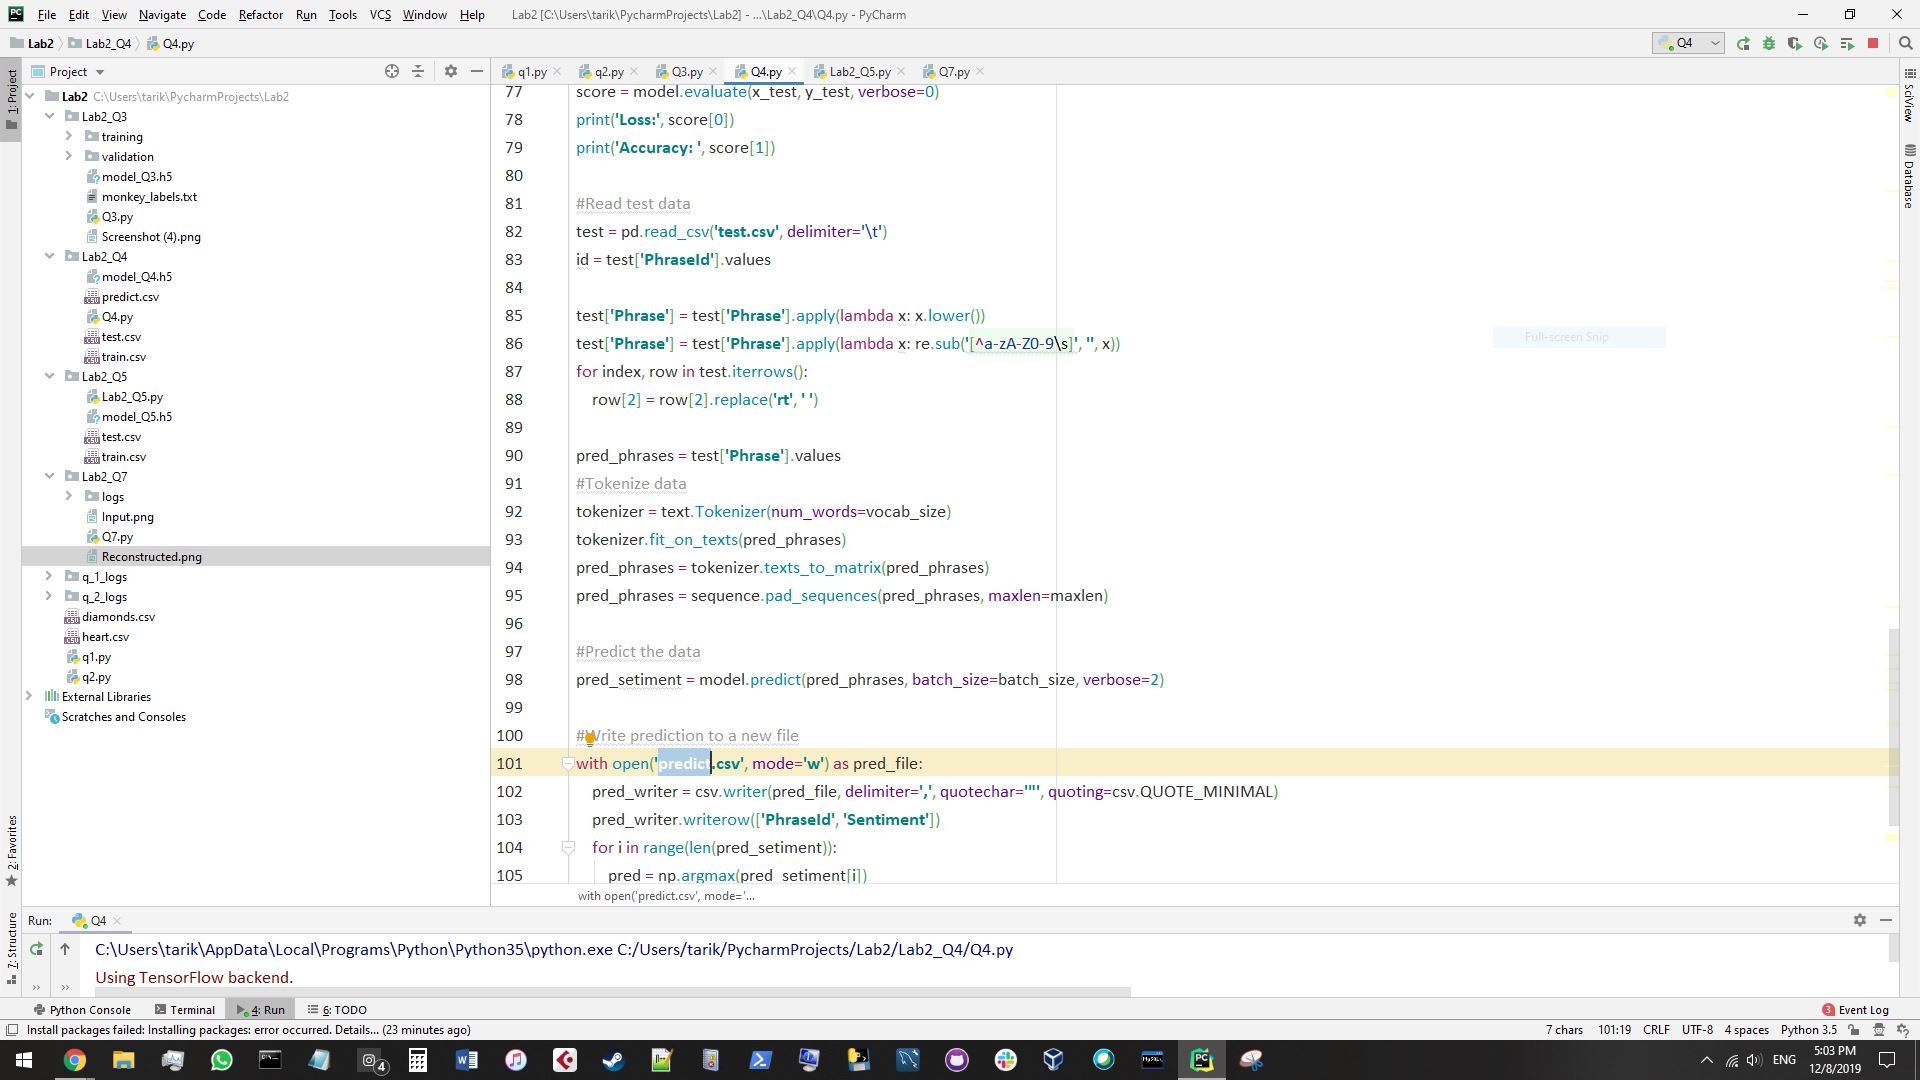 File Edit View Navigate Code Refactor Run Tools VCS Window Help Lab2 [C:\Users\tarik\PycharmProjects\Lab2] - ...\Lab2_Q4\Q4.py - PyCharm
Lab2 Lab2_Q4 Q4.py Q4
Project q1.py q2.py Q3.py Q4.py Lab2_Q5.py Q7.py
1: Project
Lab2 C:\Users\tarik\PycharmProjects\Lab2
Lab2_Q3
training
validation
model_Q3.h5
monkey_labels.txt
Q3.py
Screenshot (4).png
Lab2_Q4
model_Q4.h5
predict.csv
Q4.py
test.csv
train.csv
Lab2_Q5
Lab2_Q5.py
model_Q5.h5
test.csv
train.csv
Lab2_Q7
logs
Input.png
Q7.py
Reconstructed.png
q_1_logs
q_2_logs
diamonds.csv
heart.csv
q1.py
q2.py
External Libraries
Scratches and Consoles
2: Favorites
7: Structure
77 score = model.evaluate(x_test, y_test, verbose=0)
78 print('Loss:', score[0])
79 print('Accuracy: ', score[1])
80
81 #Read test data
82 test = pd.read_csv('test.csv', delimiter='\t')
83 id = test['PhraseId'].values
84
85 test['Phrase'] = test['Phrase'].apply(lambda x: x.lower())
86 test['Phrase'] = test['Phrase'].apply(lambda x: re.sub('[^a-zA-Z0-9\s]', '', x))
87 for index, row in test.iterrows():
88 row[2] = row[2].replace('rt', ' ')
89
90 pred_phrases = test['Phrase'].values
91 #Tokenize data
92 tokenizer = text.Tokenizer(num_words=vocab_size)
93 tokenizer.fit_on_texts(pred_phrases)
94 pred_phrases = tokenizer.texts_to_matrix(pred_phrases)
95 pred_phrases = sequence.pad_sequences(pred_phrases, maxlen=maxlen)
96
97 #Predict the data
98 pred_setiment = model.predict(pred_phrases, batch_size=batch_size, verbose=2)
99
100 #Write prediction to a new file
101 with open('predict.csv', mode='w') as pred_file:
102 pred_writer = csv.writer(pred_file, delimiter=',', quotechar='"', quoting=csv.QUOTE_MINIMAL)
103 pred_writer.writerow(['PhraseId', 'Sentiment'])
104 for i in range(len(pred_setiment)):
105 pred = np.argmax(pred_setiment[i])
with open('predict.csv', mode='...
Full-screen Snip
SciView
Database
Run: Q4
C:\Users\tarik\AppData\Local\Programs\Python\Python35\python.exe C:/Users/tarik/PycharmProjects/Lab2/Lab2_Q4/Q4.py
Using TensorFlow backend.
Python Console Terminal 4: Run 6: TODO 3 Event Log
Install packages failed: Installing packages: error occurred. Details... (23 minutes ago) 7 chars 101:19 CRLF UTF-8 4 spaces Python 3.5
4 ENG 5:03 PM
12/8/2019